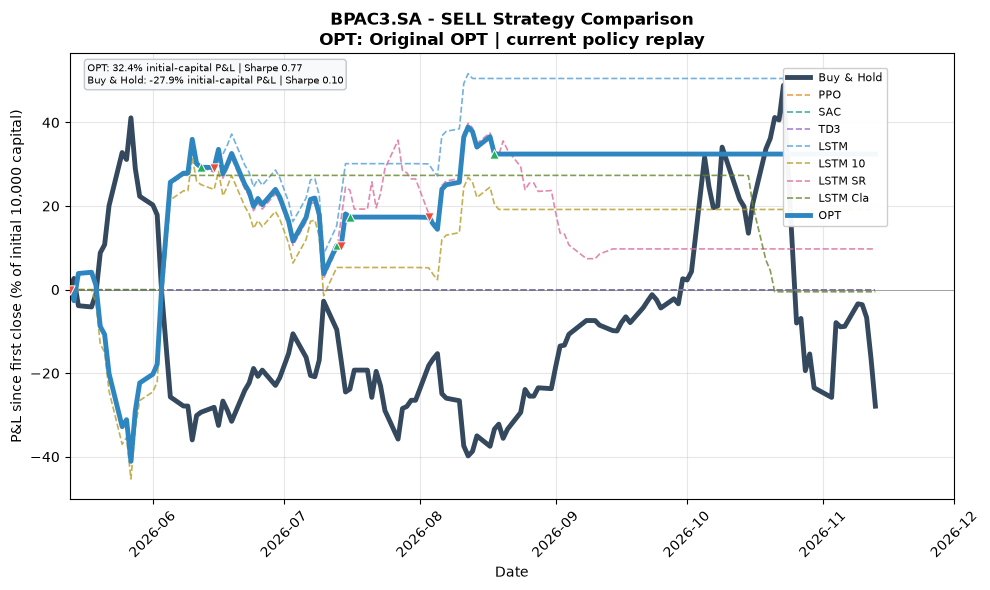 BPAC3.SA - SELL Strategy Comparison
OPT: Original OPT | current policy replay
OPT: 32.4% initial-capital P&L | Sharpe 0.77
Buy & Hold: -27.9% initial-capital P&L | Sharpe 0.10
Buy & Hold
PPO
SAC
TD3
LSTM
LSTM 10
LSTM SR
LSTM Cla
OPT
P&L since first close (% of initial 10,000 capital)
40
20
0
−20
−40
2026-06
2026-07
2026-08
2026-09
2026-10
2026-11
2026-12
Date